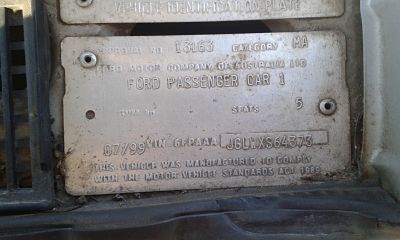 VEHICLE IDENTIFICATION PLATE
APPROVAL NO 13163 CATEGORY MA
FORD MOTOR COMPANY OF AUSTRALIA LTD
FORD PASSENGER CAR 1
SEATS 5
07/99 VIN 6FPAAA JGLWXS64373
THIS VEHICLE WAS MANUFACTURED TO COMPLY
WITH THE MOTOR VEHICLE STANDARDS ACT 1989